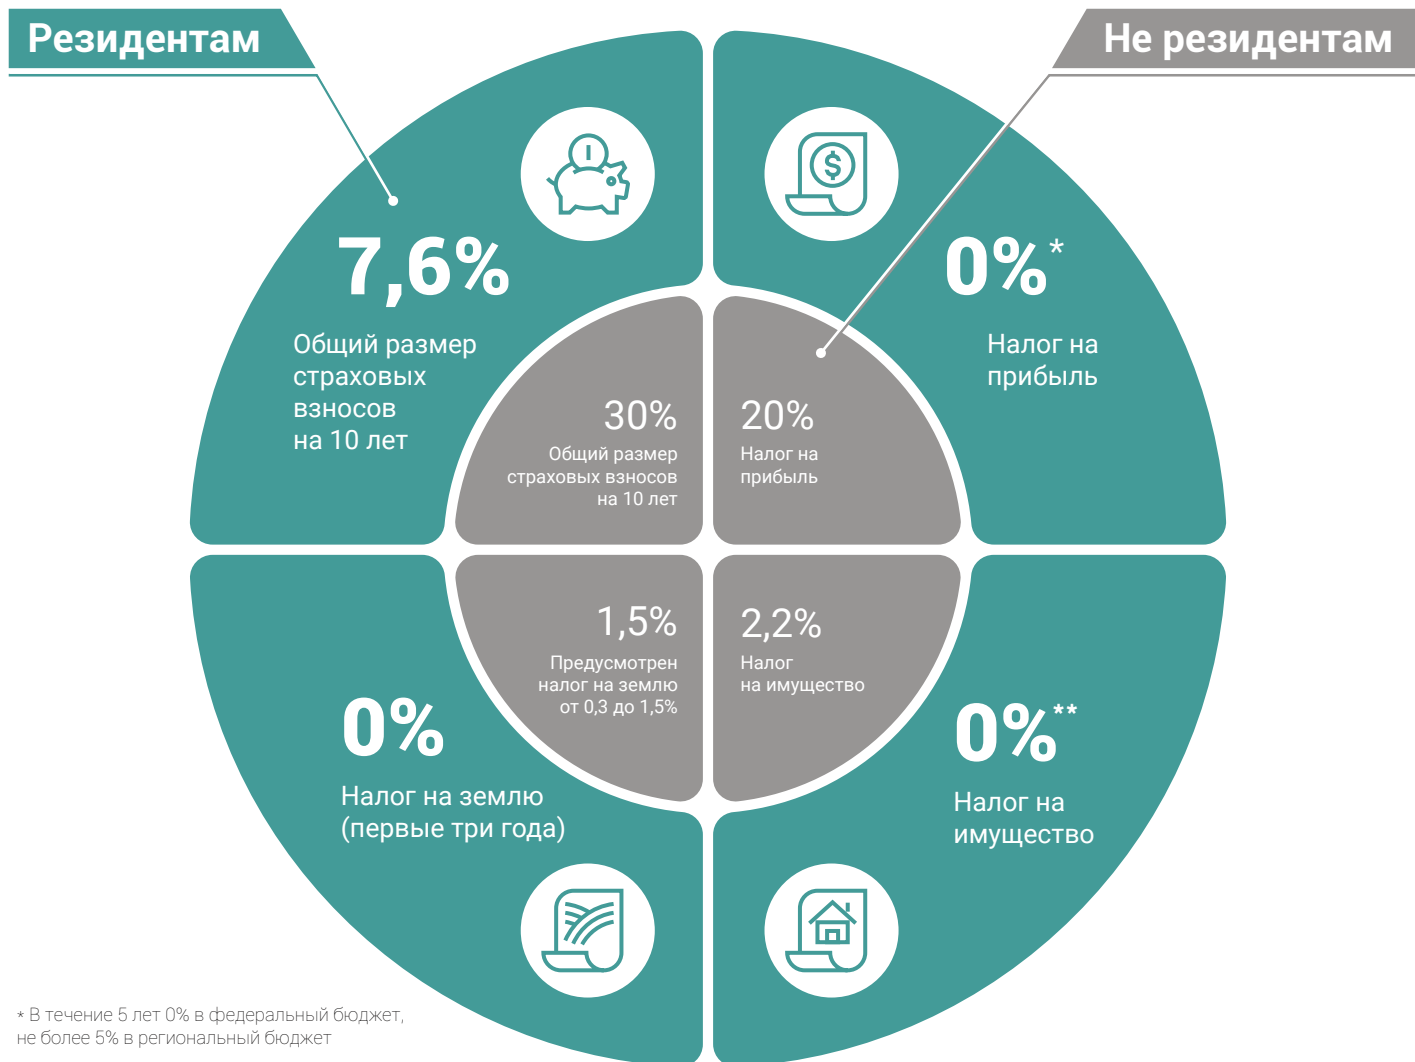 Резидентам
Не резидентам
7,6%
Общий размер
страховых
взносов
на 10 лет
0%*
Налог на
прибыль
30%
Общий размер
страховых взносов
на 10 лет
20%
Налог на
прибыль
1,5%
Предусмотрен
налог на землю
от 0,3 до 1,5%
2,2%
Налог
на имущество
0%
Налог на землю
(первые три года)
0%**
Налог на
имущество
* В течение 5 лет 0% в федеральный бюджет,
не более 5% в региональный бюджет